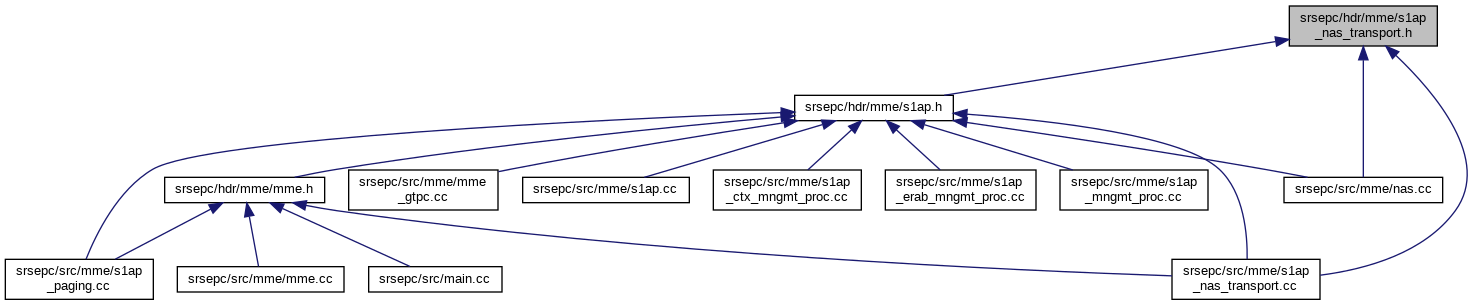 srsepc/hdr/mme/s1ap
_nas_transport.h
srsepc/hdr/mme/s1ap.h
srsepc/hdr/mme/mme.h
srsepc/src/mme/mme
_gtpc.cc
srsepc/src/mme/s1ap.cc
srsepc/src/mme/s1ap
_ctx_mngmt_proc.cc
srsepc/src/mme/s1ap
_erab_mngmt_proc.cc
srsepc/src/mme/s1ap
_mngmt_proc.cc
srsepc/src/mme/nas.cc
srsepc/src/mme/s1ap
_paging.cc
srsepc/src/mme/mme.cc
srsepc/src/main.cc
srsepc/src/mme/s1ap
_nas_transport.cc